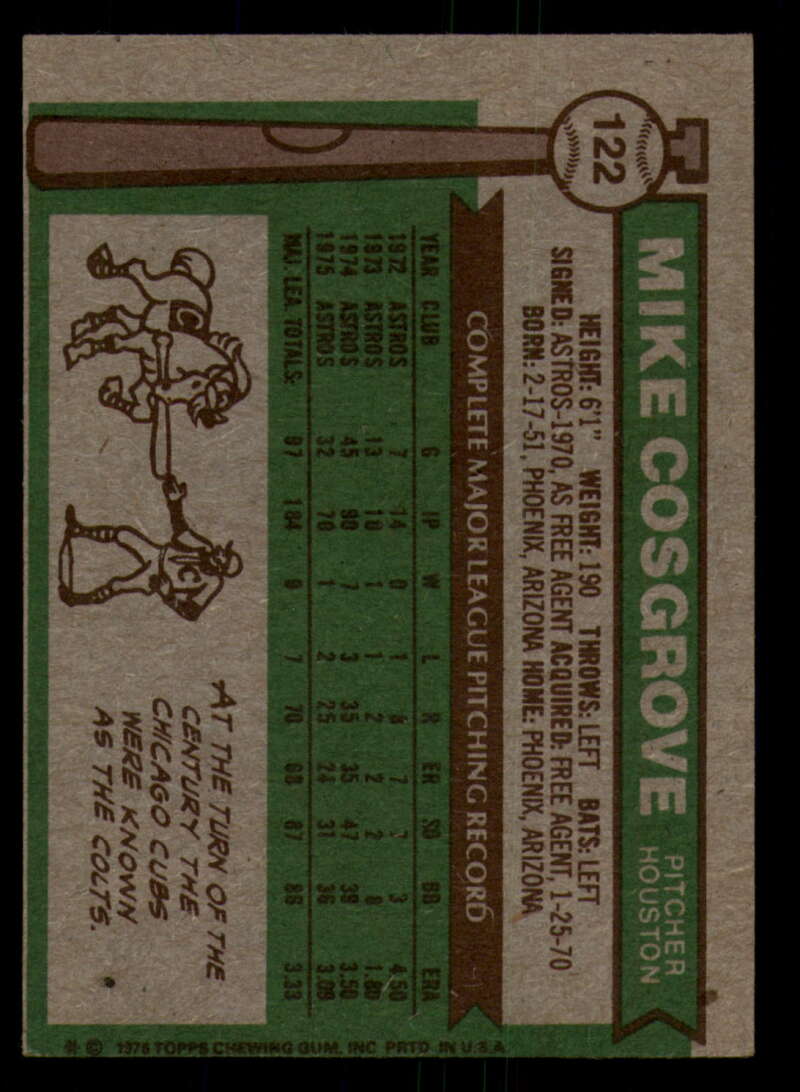 122
MIKE COSGROVE
PITCHER
HOUSTON
HEIGHT: 6'1" WEIGHT: 190 THROWS: LEFT BATS: LEFT
SIGNED: ASTROS-1970, AS FREE AGENT ACQUIRED: FREE AGENT, 1-25-70
BORN: 2-17-51, PHOENIX, ARIZONA HOME: PHOENIX, ARIZONA
COMPLETE MAJOR LEAGUE PITCHING RECORD
YEAR CLUB G IP W L R ER SO BB ERA
1972 ASTROS 7 14 0 1 8 7 7 3 4.50
1973 ASTROS 13 10 1 1 2 2 2 8 1.80
1974 ASTROS 45 90 7 3 35 35 47 39 3.50
1975 ASTROS 32 70 1 2 25 24 31 36 3.09
MAJ. LEA. TOTALS: 97 184 9 7 70 68 87 86 3.33
C
C
AT THE TURN OF THE
CENTURY THE
CHICAGO CUBS
WERE KNOWN
AS THE COLTS.
* © 1976 TOPPS CHEWING GUM, INC PRTD IN U.S.A